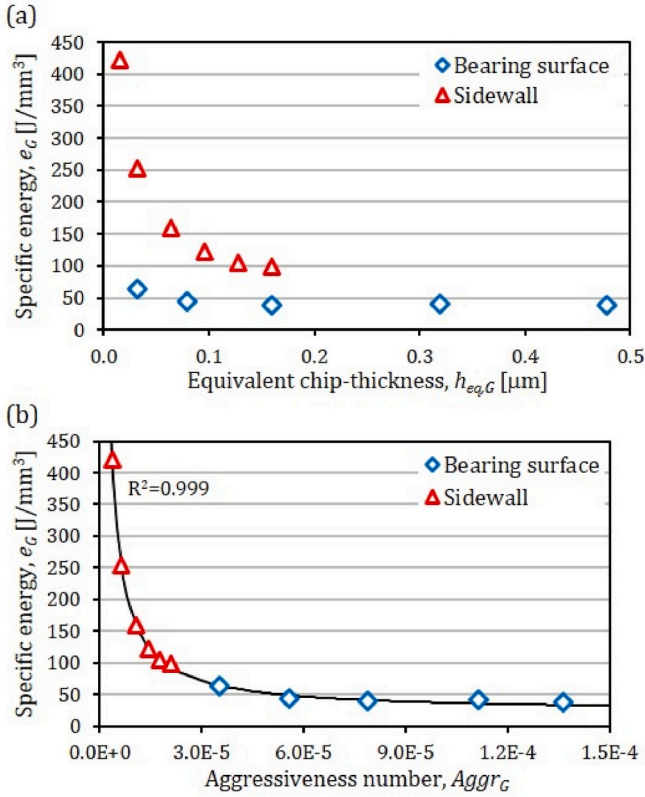 (a)
450
400
350
300
250
200
150
100
50
0
Specific energy, e_G [J/mm³]
Bearing surface
Sidewall
0.0 0.1 0.2 0.3 0.4 0.5
Equivalent chip-thickness, h_eq,G [µm]
(b)
450
400
350
300
250
200
150
100
50
0
Specific energy, e_G [J/mm³]
R²=0.999
Bearing surface
Sidewall
0.0E+0 3.0E-5 6.0E-5 9.0E-5 1.2E-4 1.5E-4
Aggressiveness number, Aggr_G